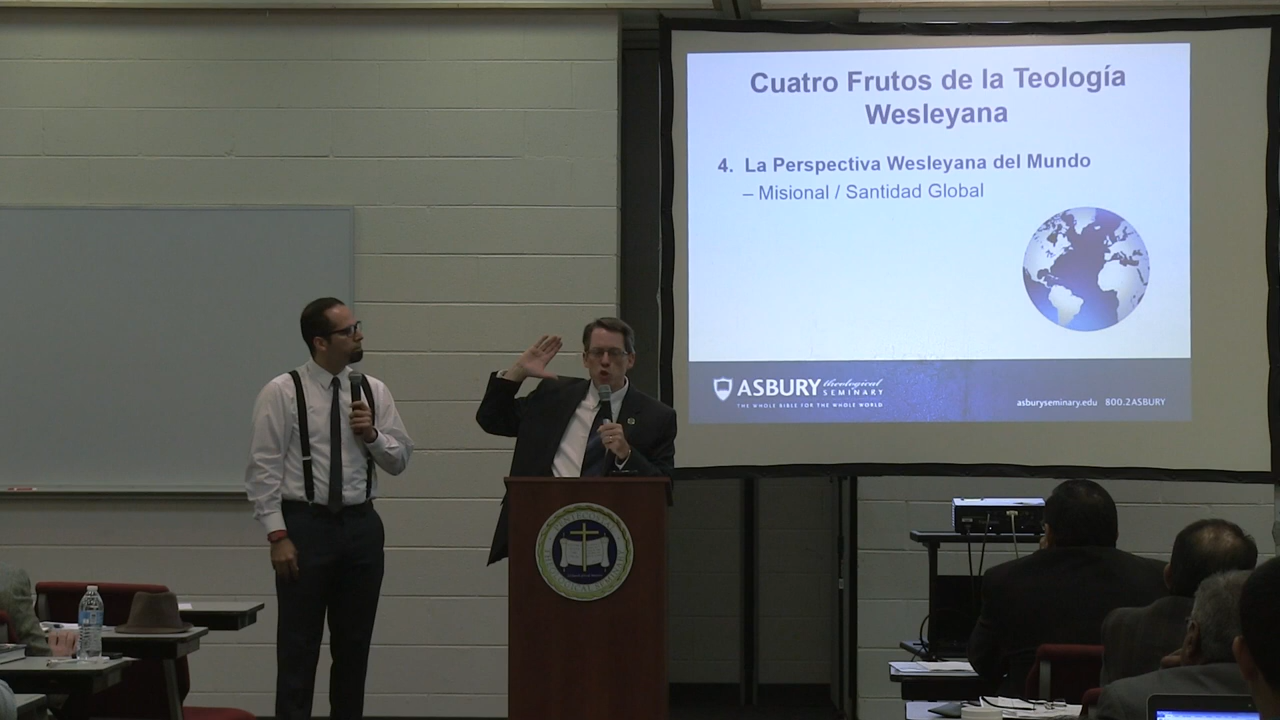 Cuatro Frutos de la Teología
Wesleyana
4. La Perspectiva Wesleyana del Mundo
– Misional / Santidad Global
ASBURY theological SEMINARY
THE WHOLE BIBLE FOR THE WHOLE WORLD
asburyseminary.edu 800.2ASBURY